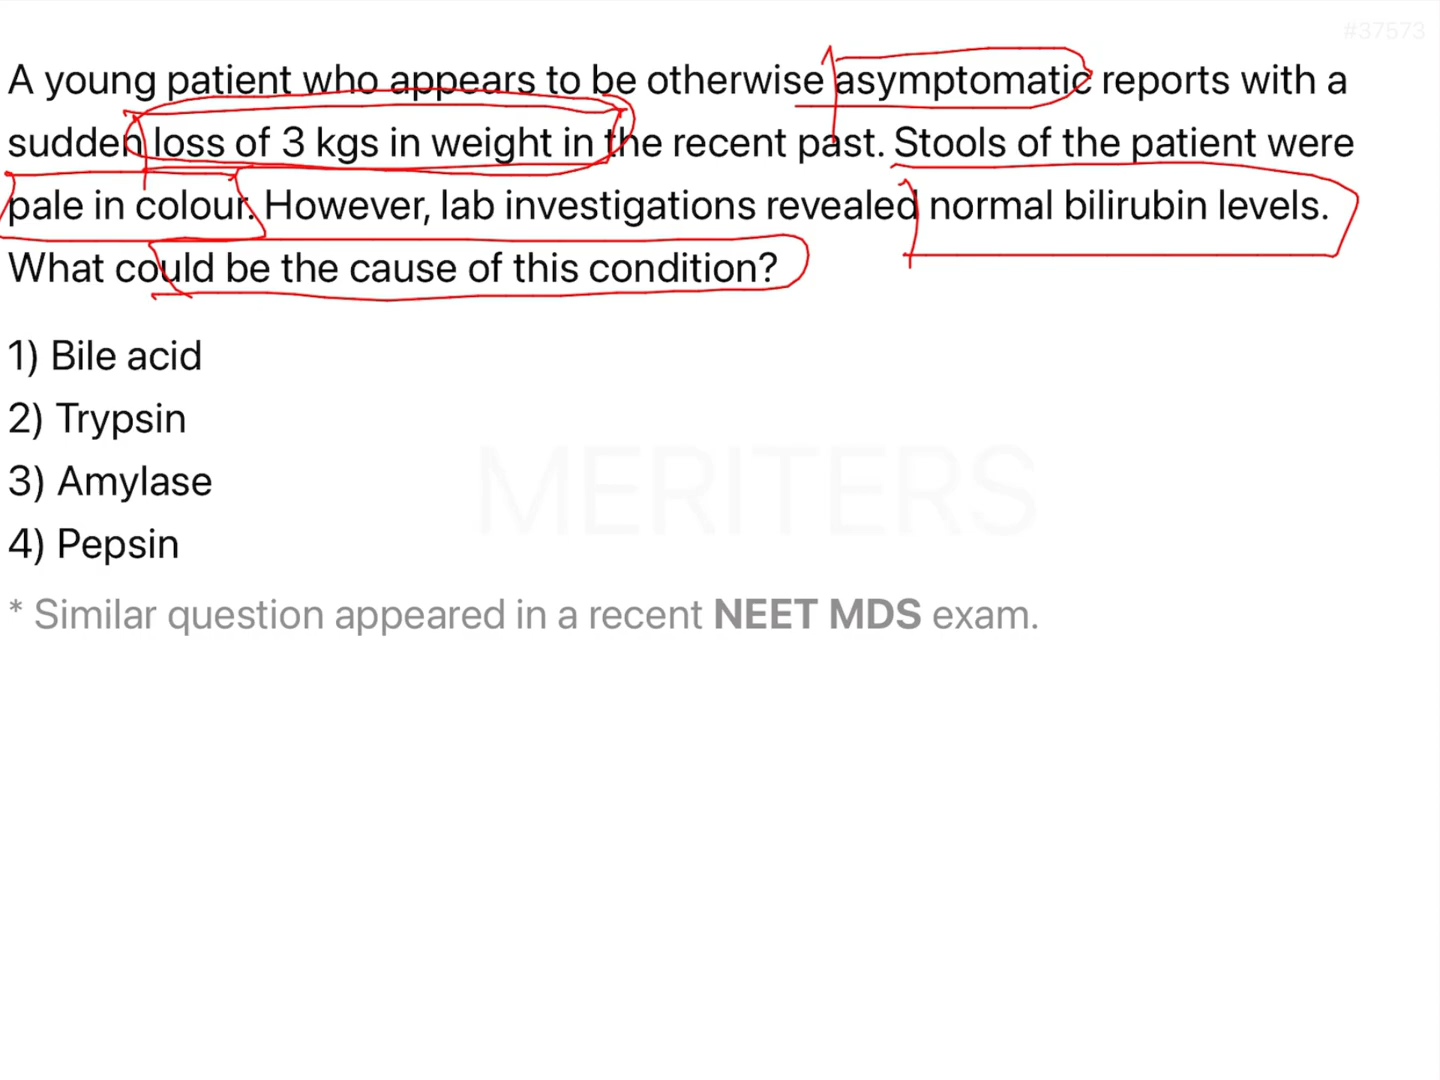 #37573
A young patient who appears to be otherwise asymptomatic reports with a
sudden loss of 3 kgs in weight in the recent past. Stools of the patient were
pale in colour. However, lab investigations revealed normal bilirubin levels.
What could be the cause of this condition?
1) Bile acid
2) Trypsin
3) Amylase
MERITERS
4) Pepsin
* Similar question appeared in a recent NEET MDS exam.